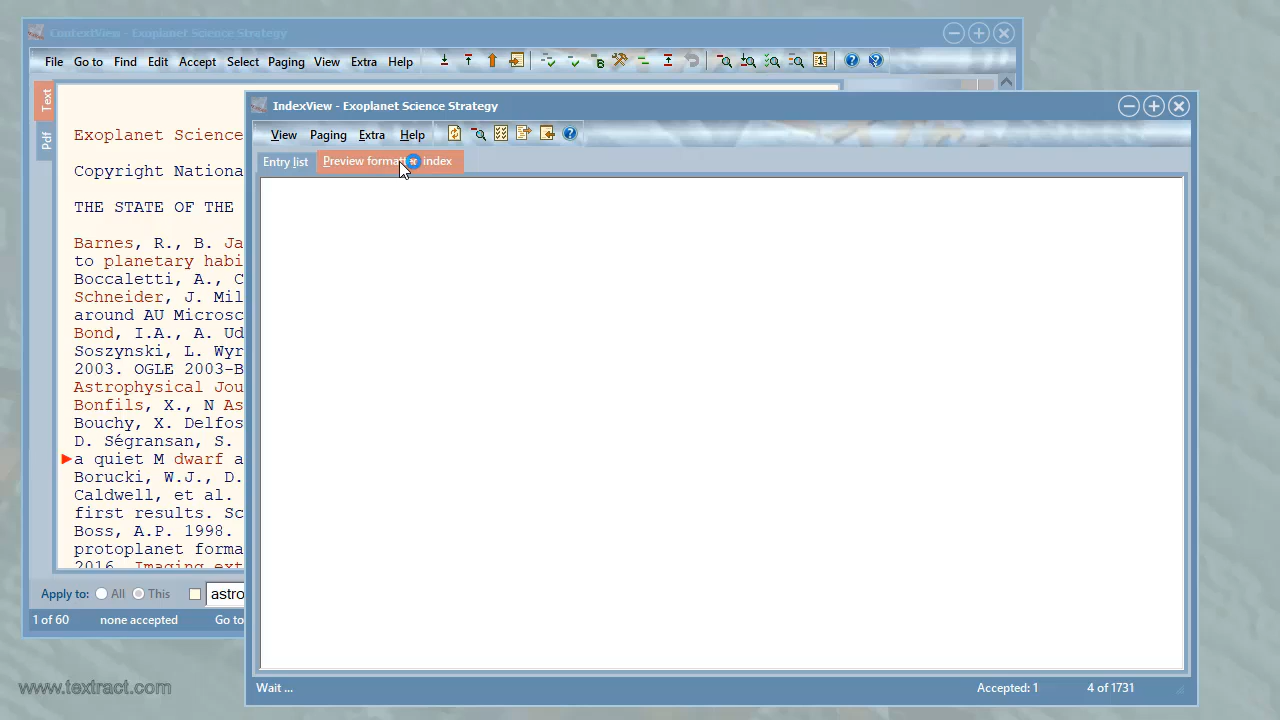 ContextView - Exoplanet Science Strategy
File Go to Find Edit Accept Select Paging View Extra Help
Text
Pdf
Exoplanet Science
Copyright National
THE STATE OF THE
Barnes, R., B. Ja
to planetary habi
Boccaletti, A., C
Schneider, J. Mil
around AU Microsc
Bond, I.A., A. Ud
Soszynski, L. Wyr
2003. OGLE 2003-B
Astrophysical Jou
Bonfils, X., N As
Bouchy, X. Delfos
D. Ségransan, S.
a quiet M dwarf a
Borucki, W.J., D.
Caldwell, et al.
first results. Sc
Boss, A.P. 1998.
protoplanet forma
2016. Imaging ext
Apply to: All This astro
1 of 60 none accepted Go to
IndexView - Exoplanet Science Strategy
View Paging Extra Help
Entry list Preview formatted index
Wait ... Accepted: 1 4 of 1731
www.textract.com